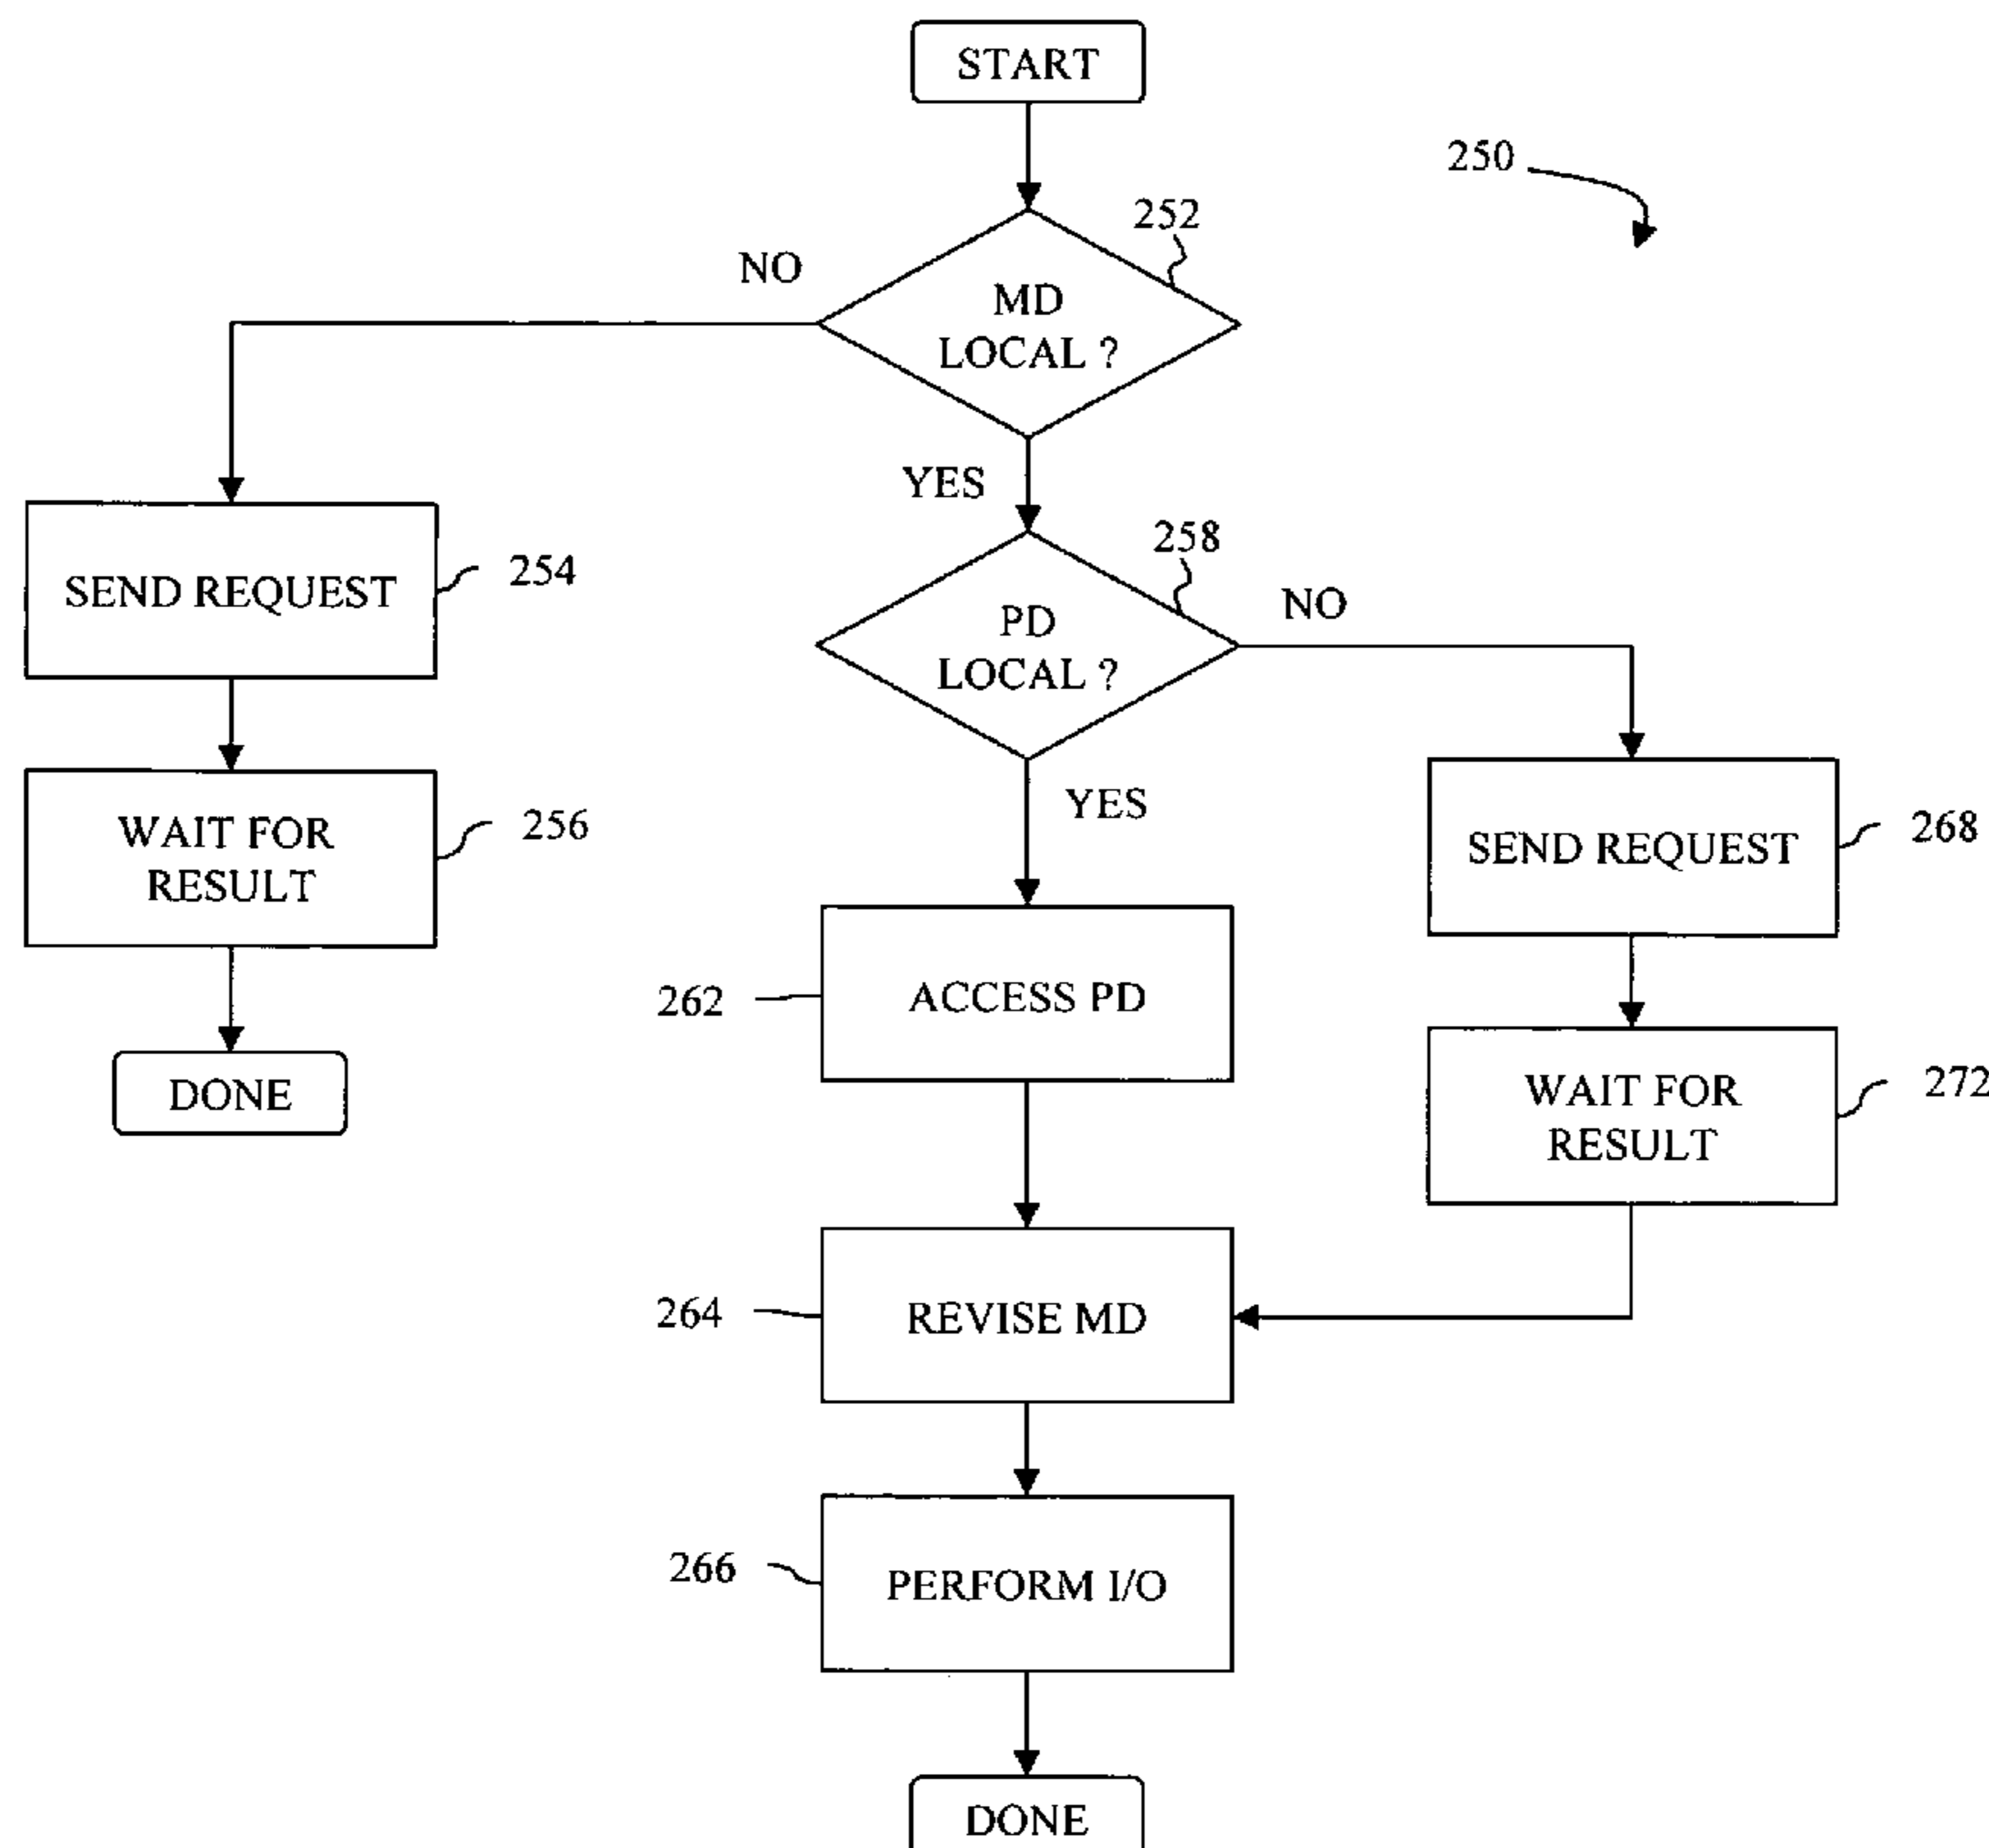 START
250
252
NO
MD
LOCAL ?
YES
258
SEND REQUEST
254
NO
PD
LOCAL ?
YES
WAIT FOR
RESULT
256
SEND REQUEST
268
262
ACCESS PD
DONE
WAIT FOR
RESULT
272
264
REVISE MD
266
PERFORM I/O
DONE